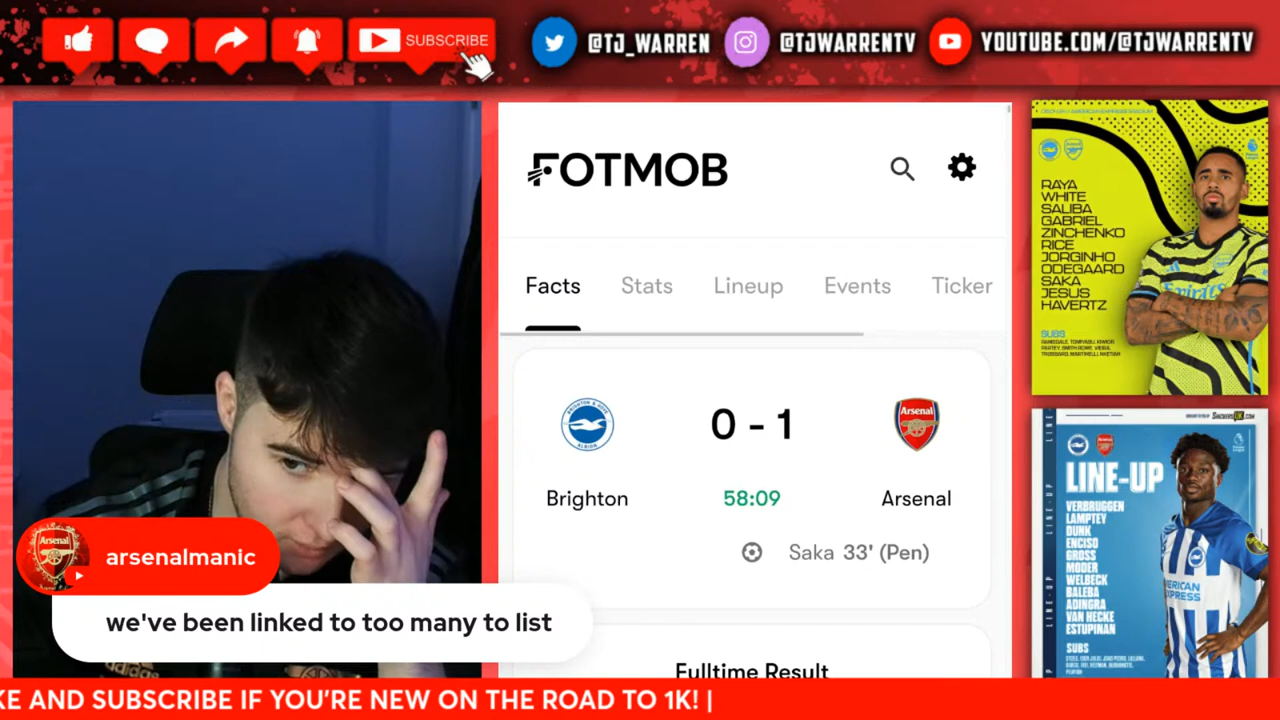 SUBSCRIBE
@TJ_WARREN
@TJWARRENTV
YOUTUBE.COM/@TJWARRENTV
FOTMOB
Facts
Stats
Lineup
Events
Ticker
0 - 1
Brighton
58:09
Arsenal
Saka 33' (Pen)
Fulltime Result
RAYA
WHITE
SALIBA
GABRIEL
ZINCHENKO
RICE
JORGINHO
ODEGAARD
SAKA
JESUS
HAVERTZ
SUBS
LINE-UP
VERBRUGGEN
LAMPTEY
DUNK
ENCISO
GROSS
MODER
WELBECK
BALEBA
ADINGRA
VAN HECKE
ESTUPINAN
SUBS
AMERICAN
EXPRESS
Arsenal
arsenalmanic
we've been linked to too many to list
KE AND SUBSCRIBE IF YOU'RE NEW ON THE ROAD TO 1K! |